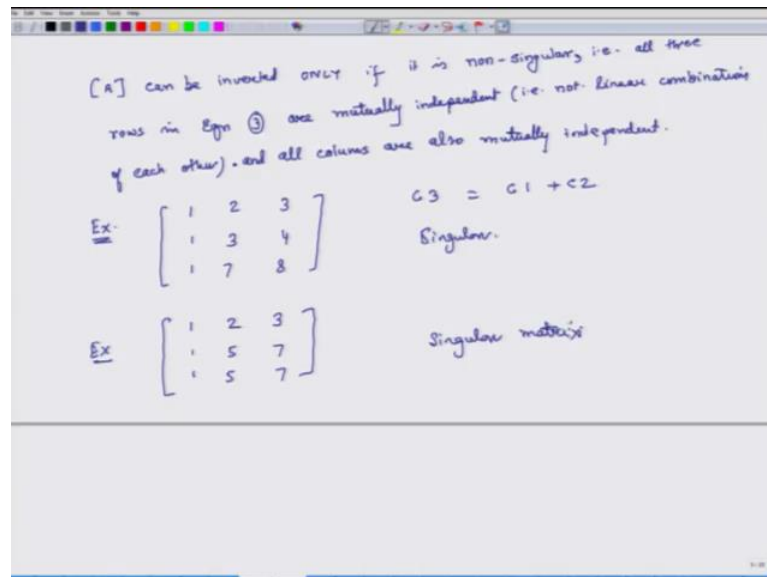 [A] can be inverted ONLY if it is non-singular, i.e. all three
rows in Eqn ③ are mutually independent (i.e. not linear combinations
of each other). and all colums are also mutually independent.
Ex. [ 1 2 3 C3 = C1 + C2
1 3 4 Singular.
1 7 8 ]
Ex [ 1 2 3 Singular matrix
1 5 7
1 5 7 ]